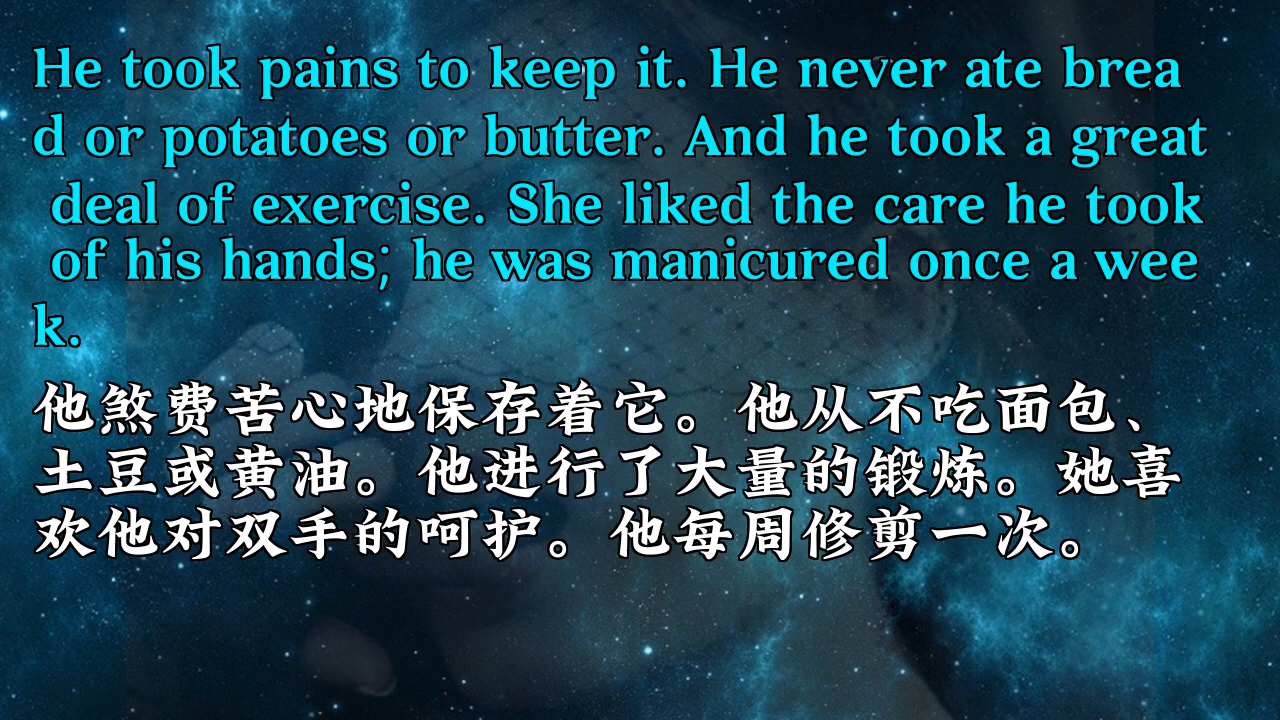 He took pains to keep it. He never ate brea
d or potatoes or butter. And he took a great
deal of exercise. She liked the care he took
of his hands; he was manicured once a wee
k.
他煞费苦心地保存着它。他从不吃面包、
土豆或黄油。他进行了大量的锻炼。她喜
欢他对双手的呵护。他每周修剪一次。